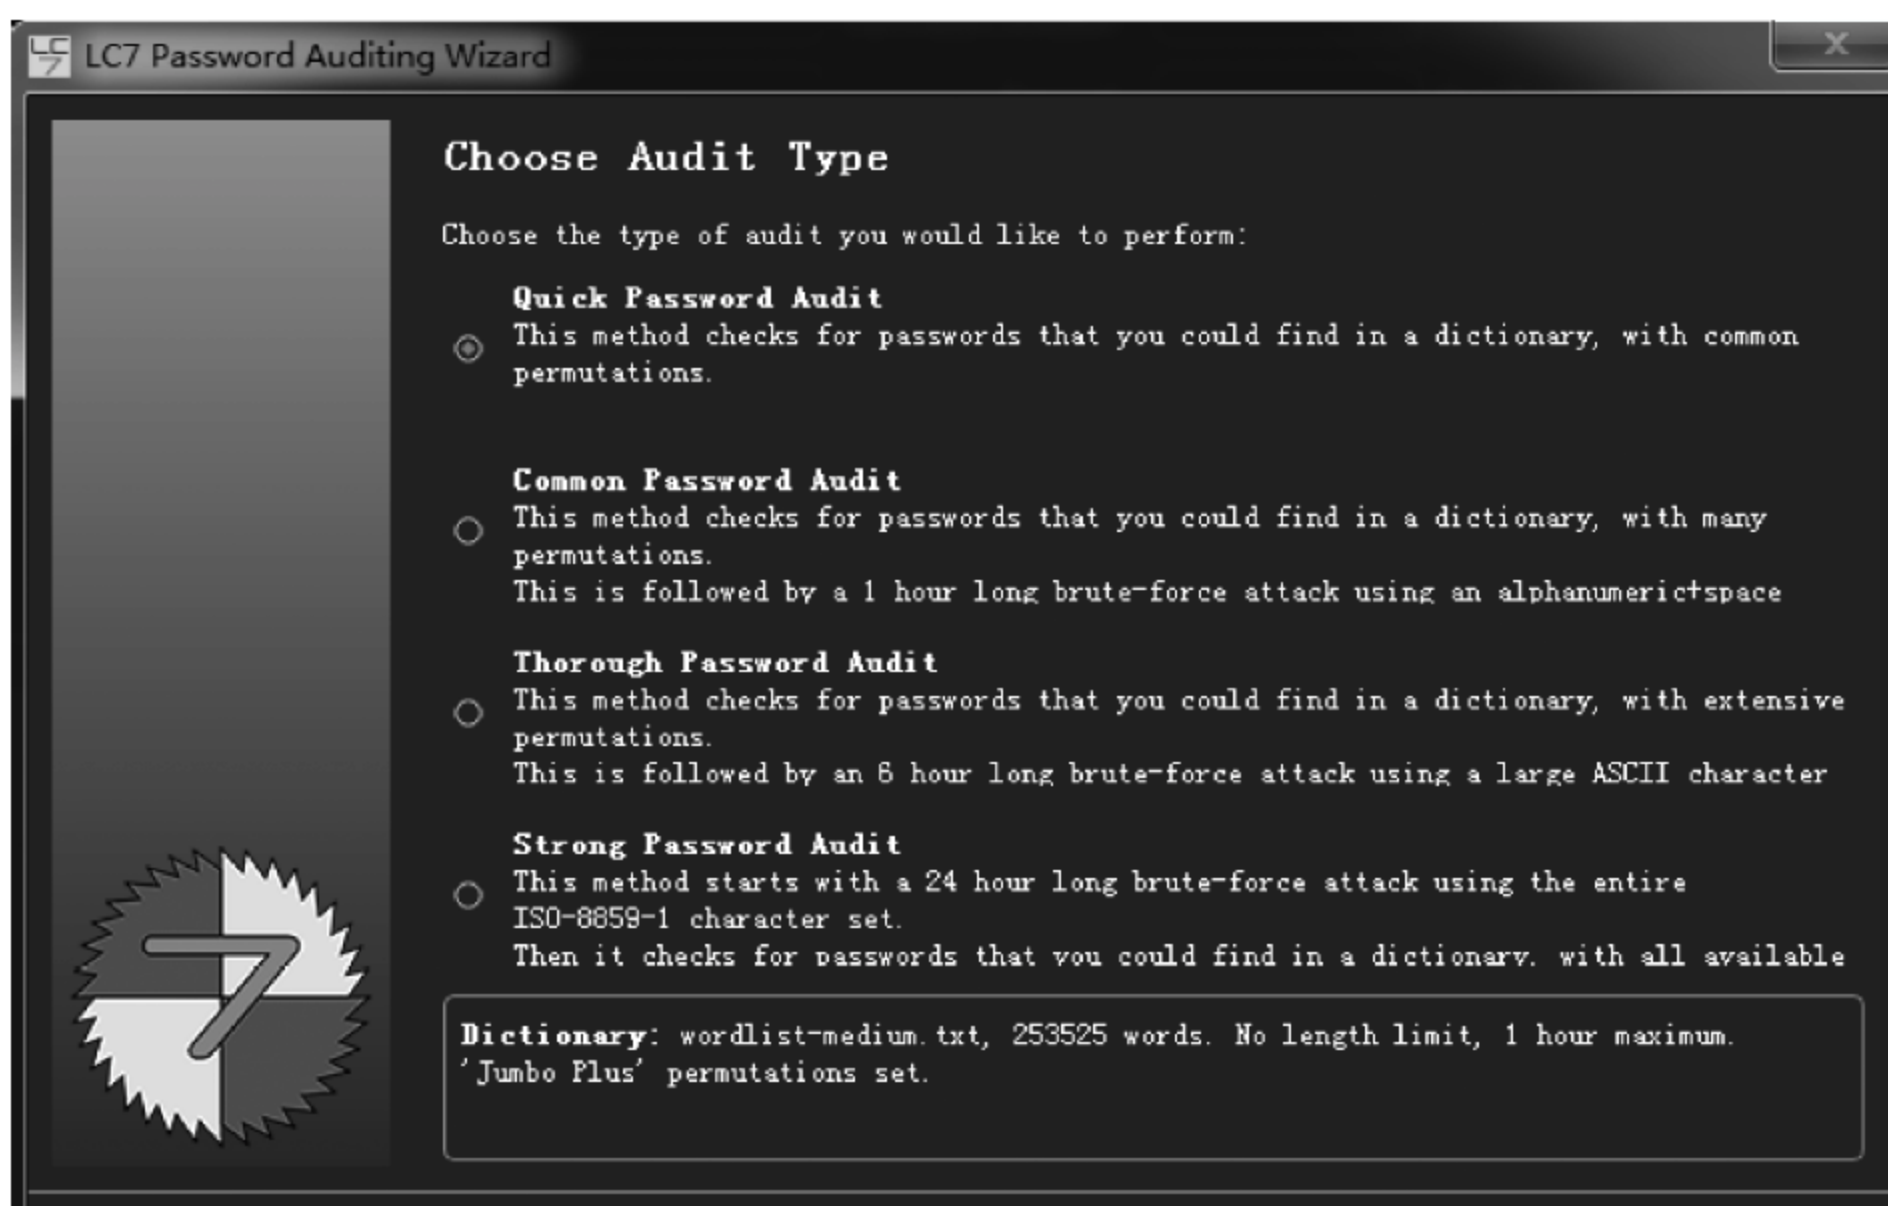 LC7 Password Auditing Wizard
Choose Audit Type
Choose the type of audit you would like to perform:
Quick Password Audit
This method checks for passwords that you could find in a dictionary, with common
permutations.
Common Password Audit
This method checks for passwords that you could find in a dictionary, with many
permutations.
This is followed by a 1 hour long brute-force attack using an alphanumeric+space
Thorough Password Audit
This method checks for passwords that you could find in a dictionary, with extensive
permutations.
This is followed by an 6 hour long brute-force attack using a large ASCII character
Strong Password Audit
This method starts with a 24 hour long brute-force attack using the entire
ISO-8859-1 character set.
Then it checks for passwords that you could find in a dictionary. with all available
Dictionary: wordlist-medium.txt, 253525 words. No length limit, 1 hour maximum.
'Jumbo Plus' permutations set.
7